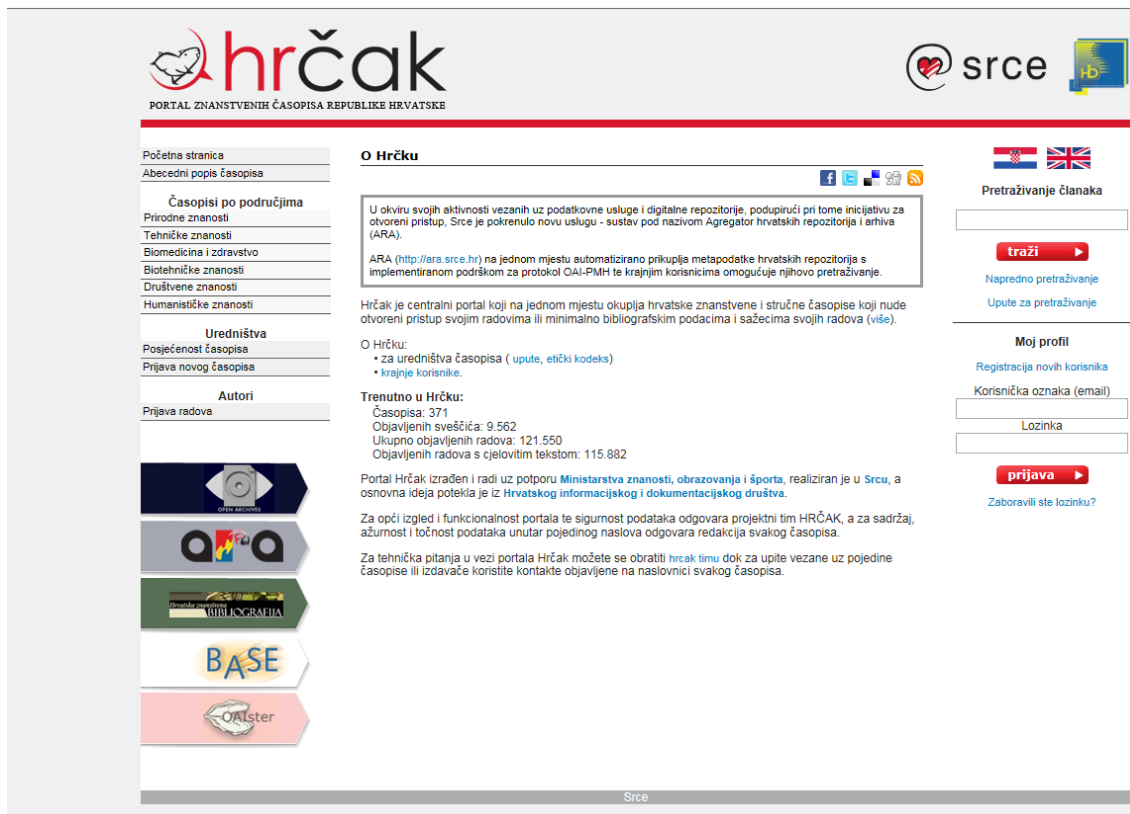 hrčak
PORTAL ZNANSTVENIH ČASOPISA REPUBLIKE HRVATSKE
@ srce
HD
Početna stranica
Abecedni popis časopisa
Časopisi po područjima
Prirodne znanosti
Tehničke znanosti
Biomedicina i zdravstvo
Biotehničke znanosti
Društvene znanosti
Humanističke znanosti
Uredništva
Posjećenost časopisa
Prijava novog časopisa
Autori
Prijava radova
OPEN ARCHIVES
ara
Hrvatska znanstvena
BIBLIOGRAFIJA
BASE
OAIster
O Hrčku
U okviru svojih aktivnosti vezanih uz podatkovne usluge i digitalne repozitorije, podupirući pri tome inicijativu za
otvoreni pristup, Srce je pokrenulo novu uslugu - sustav pod nazivom Agregator hrvatskih repozitorija i arhiva
(ARA).
ARA (http://ara.srce.hr) na jednom mjestu automatizirano prikuplja metapodatke hrvatskih repozitorija s
implementiranom podrškom za protokol OAI-PMH te krajnjim korisnicima omogućuje njihovo pretraživanje.
Hrčak je centralni portal koji na jednom mjestu okuplja hrvatske znanstvene i stručne časopise koji nude
otvoreni pristup svojim radovima ili minimalno bibliografskim podacima i sažecima svojih radova (više).
O Hrčku:
• za uredništva časopisa ( upute, etički kodeks)
• krajnje korisnike.
Trenutno u Hrčku:
Časopisa: 371
Objavljenih sveščića: 9.562
Ukupno objavljenih radova: 121.550
Objavljenih radova s cjelovitim tekstom: 115.882
Portal Hrčak izrađen i radi uz potporu Ministarstva znanosti, obrazovanja i športa, realiziran je u Srcu, a
osnovna ideja potekla je iz Hrvatskog informacijskog i dokumentacijskog društva.
Za opći izgled i funkcionalnost portala te sigurnost podataka odgovara projektni tim HRČAK, a za sadržaj,
ažurnost i točnost podataka unutar pojedinog naslova odgovara redakcija svakog časopisa.
Za tehnička pitanja u vezi portala Hrčak možete se obratiti hrcak timu dok za upite vezane uz pojedine
časopise ili izdavače koristite kontakte objavljene na naslovnici svakog časopisa.
Pretraživanje članaka
traži
Napredno pretraživanje
Upute za pretraživanje
Moj profil
Registracija novih korisnika
Korisnička oznaka (email)
Lozinka
prijava
Zaboravili ste lozinku?
Srce